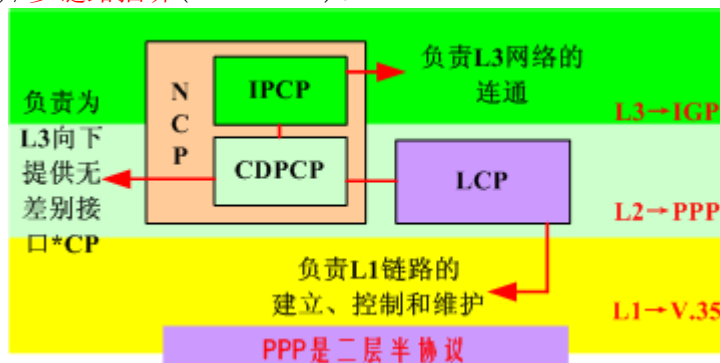 负责L3网络的
连通
N
C
P
IPCP
CDPCP
LCP
负责为
L3向下
提供无
差别接
口*CP
L3→IGP
L2→PPP
负责L1链路的
建立、控制和维护
L1→V.35
PPP是二层半协议